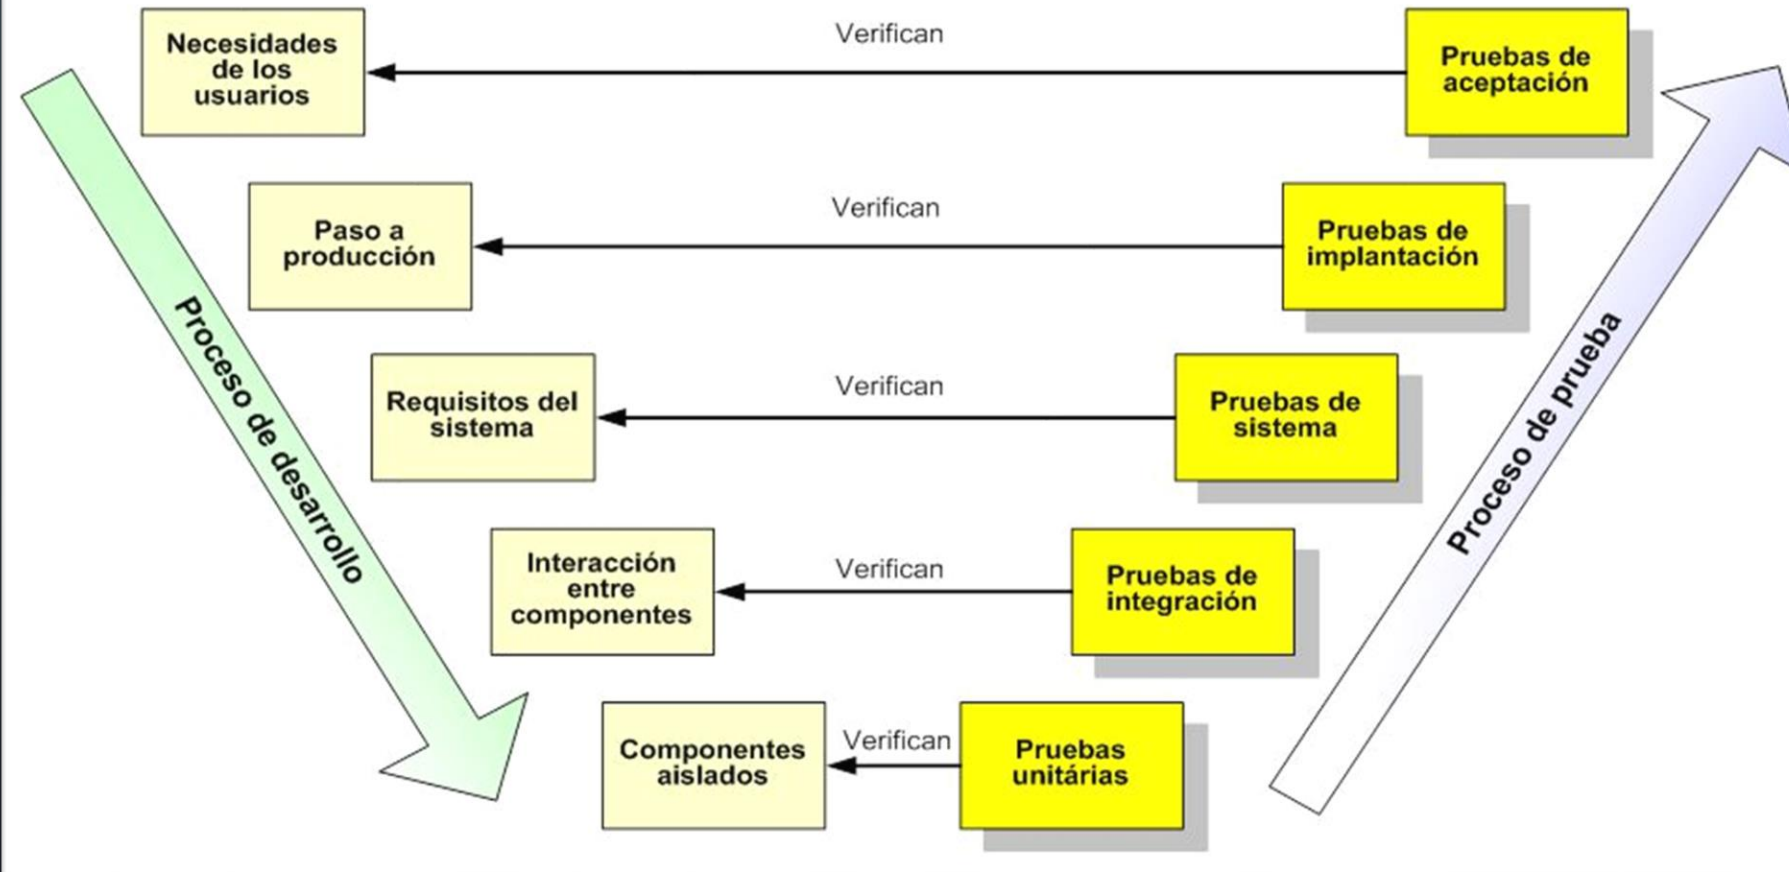 Necesidades
de los
usuarios
Verifican
Pruebas de
aceptación
Paso a
producción
Verifican
Pruebas de
implantación
Requisitos del
sistema
Verifican
Pruebas de
sistema
Interacción
entre
componentes
Verifican
Pruebas de
integración
Componentes
aislados
Verifican
Pruebas
unitárias
Proceso de desarrollo
Proceso de prueba